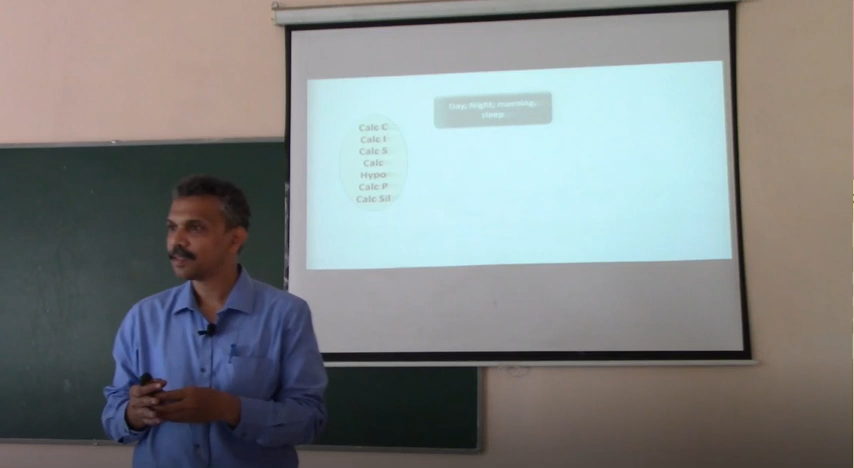 Day, Night, morning,
sleep
Calc C
Calc I
Calc S
Calc
Hypo
Calc P
Calc Sil